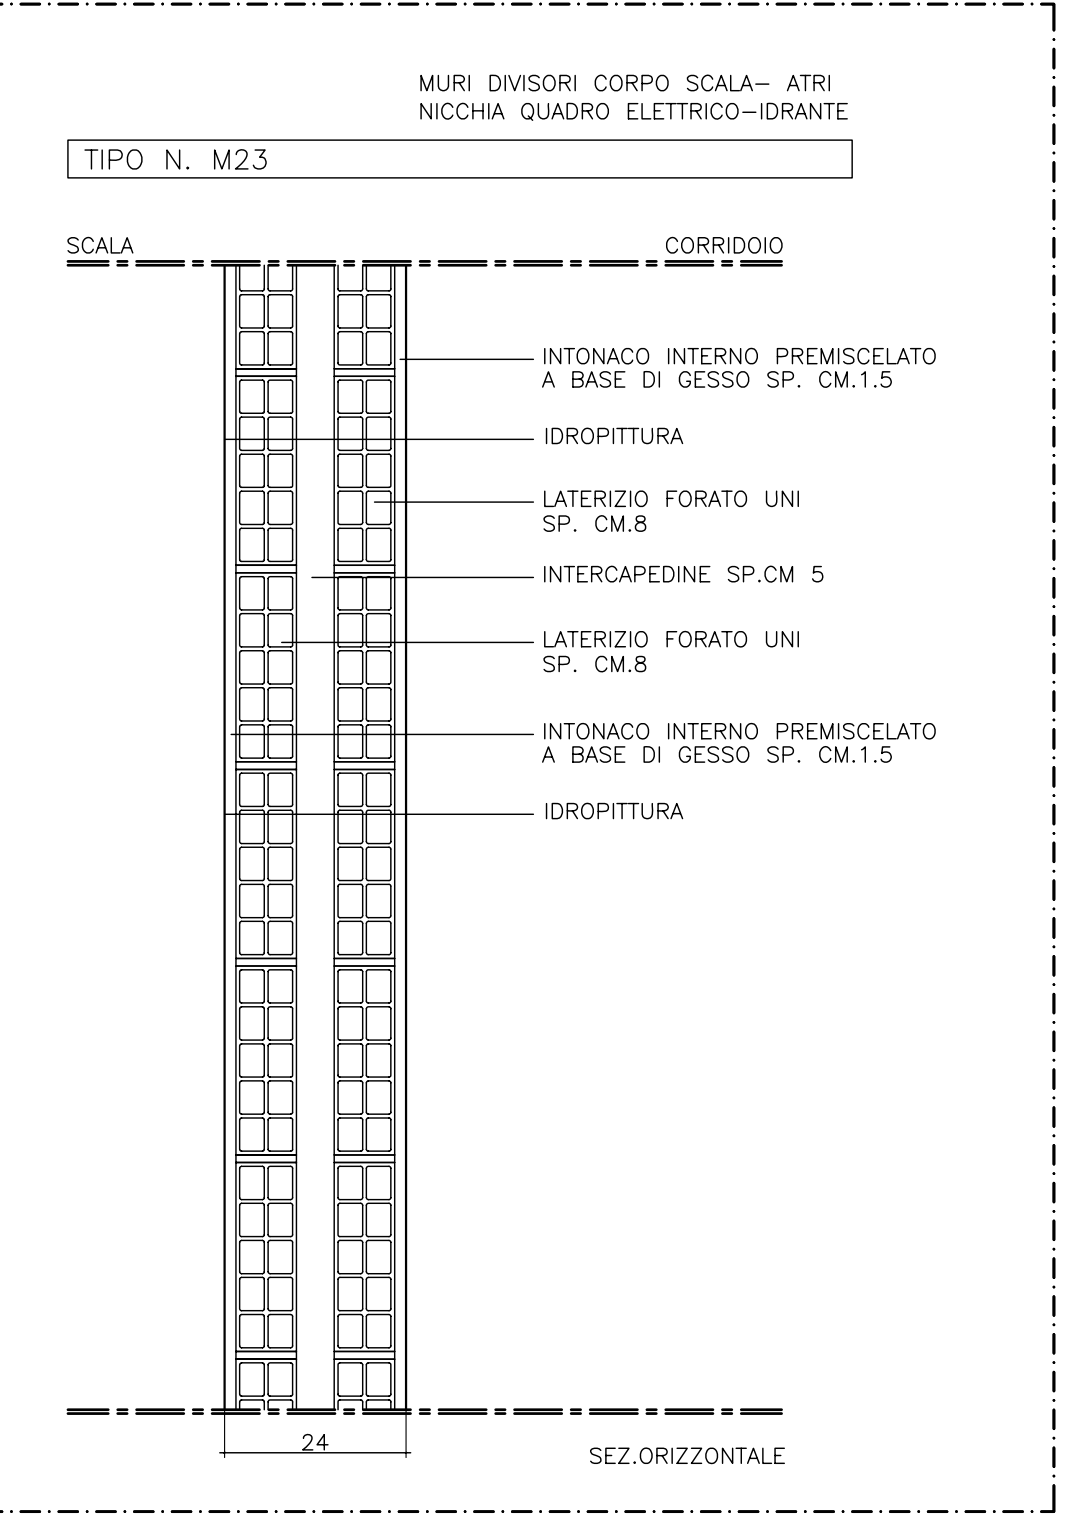 MURI DIVISORI CORPO SCALA– ATRI
NICCHIA QUADRO ELETTRICO–IDRANTE
TIPO N. M23
SCALA
CORRIDOIO
INTONACO INTERNO PREMISCELATO
A BASE DI GESSO SP. CM.1.5
IDROPITTURA
LATERIZIO FORATO UNI
SP. CM.8
INTERCAPEDINE SP.CM 5
LATERIZIO FORATO UNI
SP. CM.8
INTONACO INTERNO PREMISCELATO
A BASE DI GESSO SP. CM.1.5
IDROPITTURA
24
SEZ.ORIZZONTALE